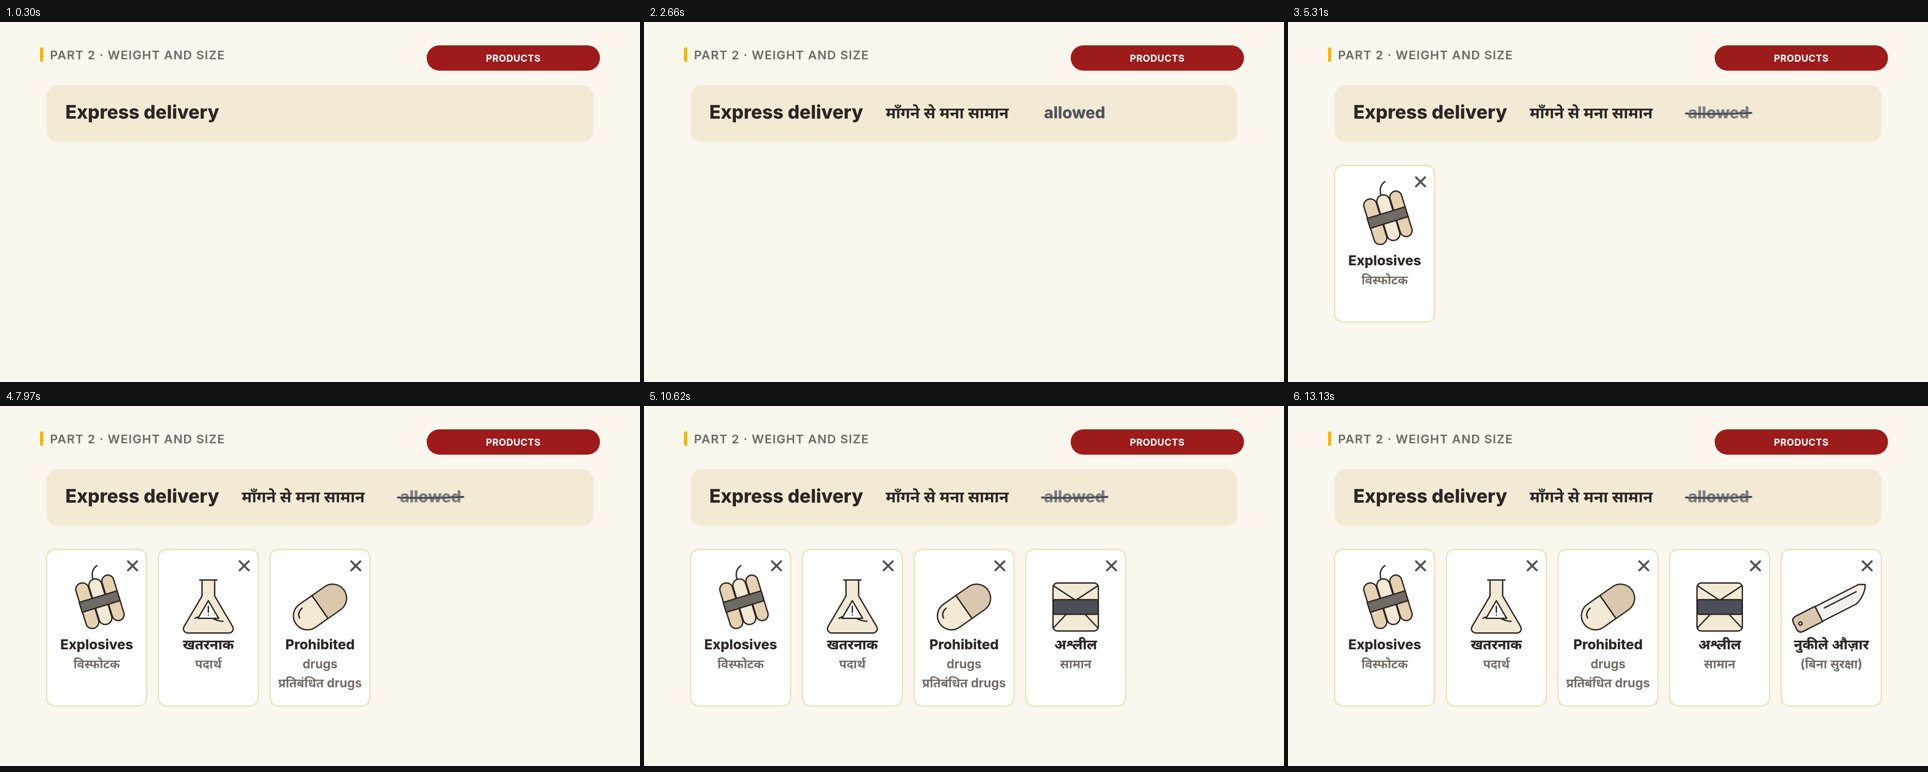 1. 0.30s
PART 2 · WEIGHT AND SIZE
PRODUCTS
Express delivery
2. 2.66s
PART 2 · WEIGHT AND SIZE
PRODUCTS
Express delivery माँगने से मना सामान allowed
3. 5.31s
PART 2 · WEIGHT AND SIZE
PRODUCTS
Express delivery माँगने से मना सामान allowed
Explosives
विस्फोटक
4. 7.97s
PART 2 · WEIGHT AND SIZE
PRODUCTS
Express delivery माँगने से मना सामान allowed
Explosives
विस्फोटक
खतरनाक
पदार्थ
Prohibited
drugs
प्रतिबंधित drugs
5. 10.62s
PART 2 · WEIGHT AND SIZE
PRODUCTS
Express delivery माँगने से मना सामान allowed
Explosives
विस्फोटक
खतरनाक
पदार्थ
Prohibited
drugs
प्रतिबंधित drugs
अश्लील
सामान
6. 13.13s
PART 2 · WEIGHT AND SIZE
PRODUCTS
Express delivery माँगने से मना सामान allowed
Explosives
विस्फोटक
खतरनाक
पदार्थ
Prohibited
drugs
प्रतिबंधित drugs
अश्लील
सामान
नुकीले औज़ार
(बिना सुरक्षा)